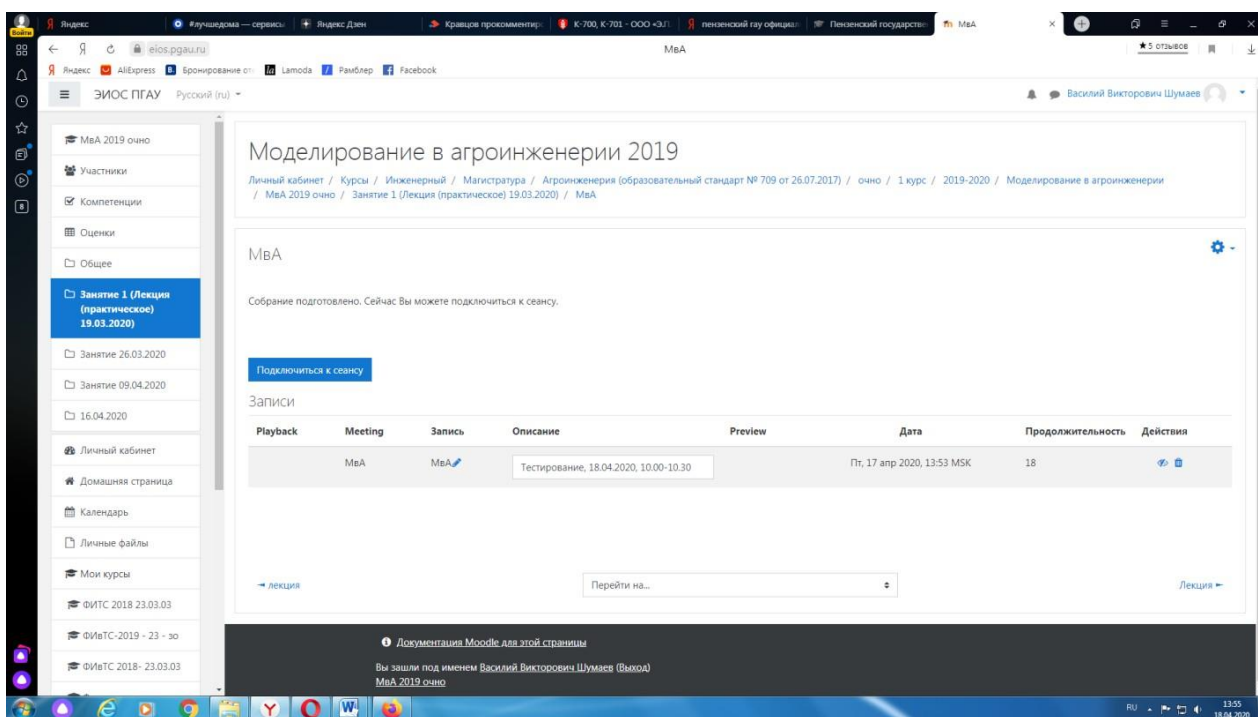 Яндекс
#лучшедома — сервисы
Яндекс Дзен
Кравцов прокомментир
К-700, К-701 - ООО «ЭЛ
пензенский гау официал
Пензенский государстве
МвА
Войти
eios.pgau.ru
МвА
★5 отзывов
Яндекс
AliExpress
Бронирование от
Lamoda
Рамблер
Facebook
ЭИОС ПГАУ Русский (ru)
Василий Викторович Шумаев
МвА 2019 очно
Участники
Компетенции
Оценки
Общее
Занятие 1 (Лекция
(практическое)
19.03.2020)
Занятие 26.03.2020
Занятие 09.04.2020
16.04.2020
Личный кабинет
Домашняя страница
Календарь
Личные файлы
Мои курсы
ФИТС 2018 23.03.03
ФИвТС-2019 - 23 - зо
ФИвТС 2018- 23.03.03
Моделирование в агроинженерии 2019
Личный кабинет / Курсы / Инженерный / Магистратура / Агроинженерия (образовательный стандарт № 709 от 26.07.2017) / очно / 1 курс / 2019-2020 / Моделирование в агроинженерии
/ МвА 2019 очно / Занятие 1 (Лекция (практическое) 19.03.2020) / МвА
МвА
Собрание подготовлено. Сейчас Вы можете подключиться к сеансу.
Подключиться к сеансу
Записи
Playback Meeting Запись Описание Preview Дата Продолжительность Действия
МвА МвА Тестирование, 18.04.2020, 10.00-10.30 Пт, 17 апр 2020, 13:53 MSK 18
◄ лекция
Перейти на...
Лекция ►
Документация Moodle для этой страницы
Вы зашли под именем Василий Викторович Шумаев (Выход)
МвА 2019 очно
RU
13:55
18.04.2020